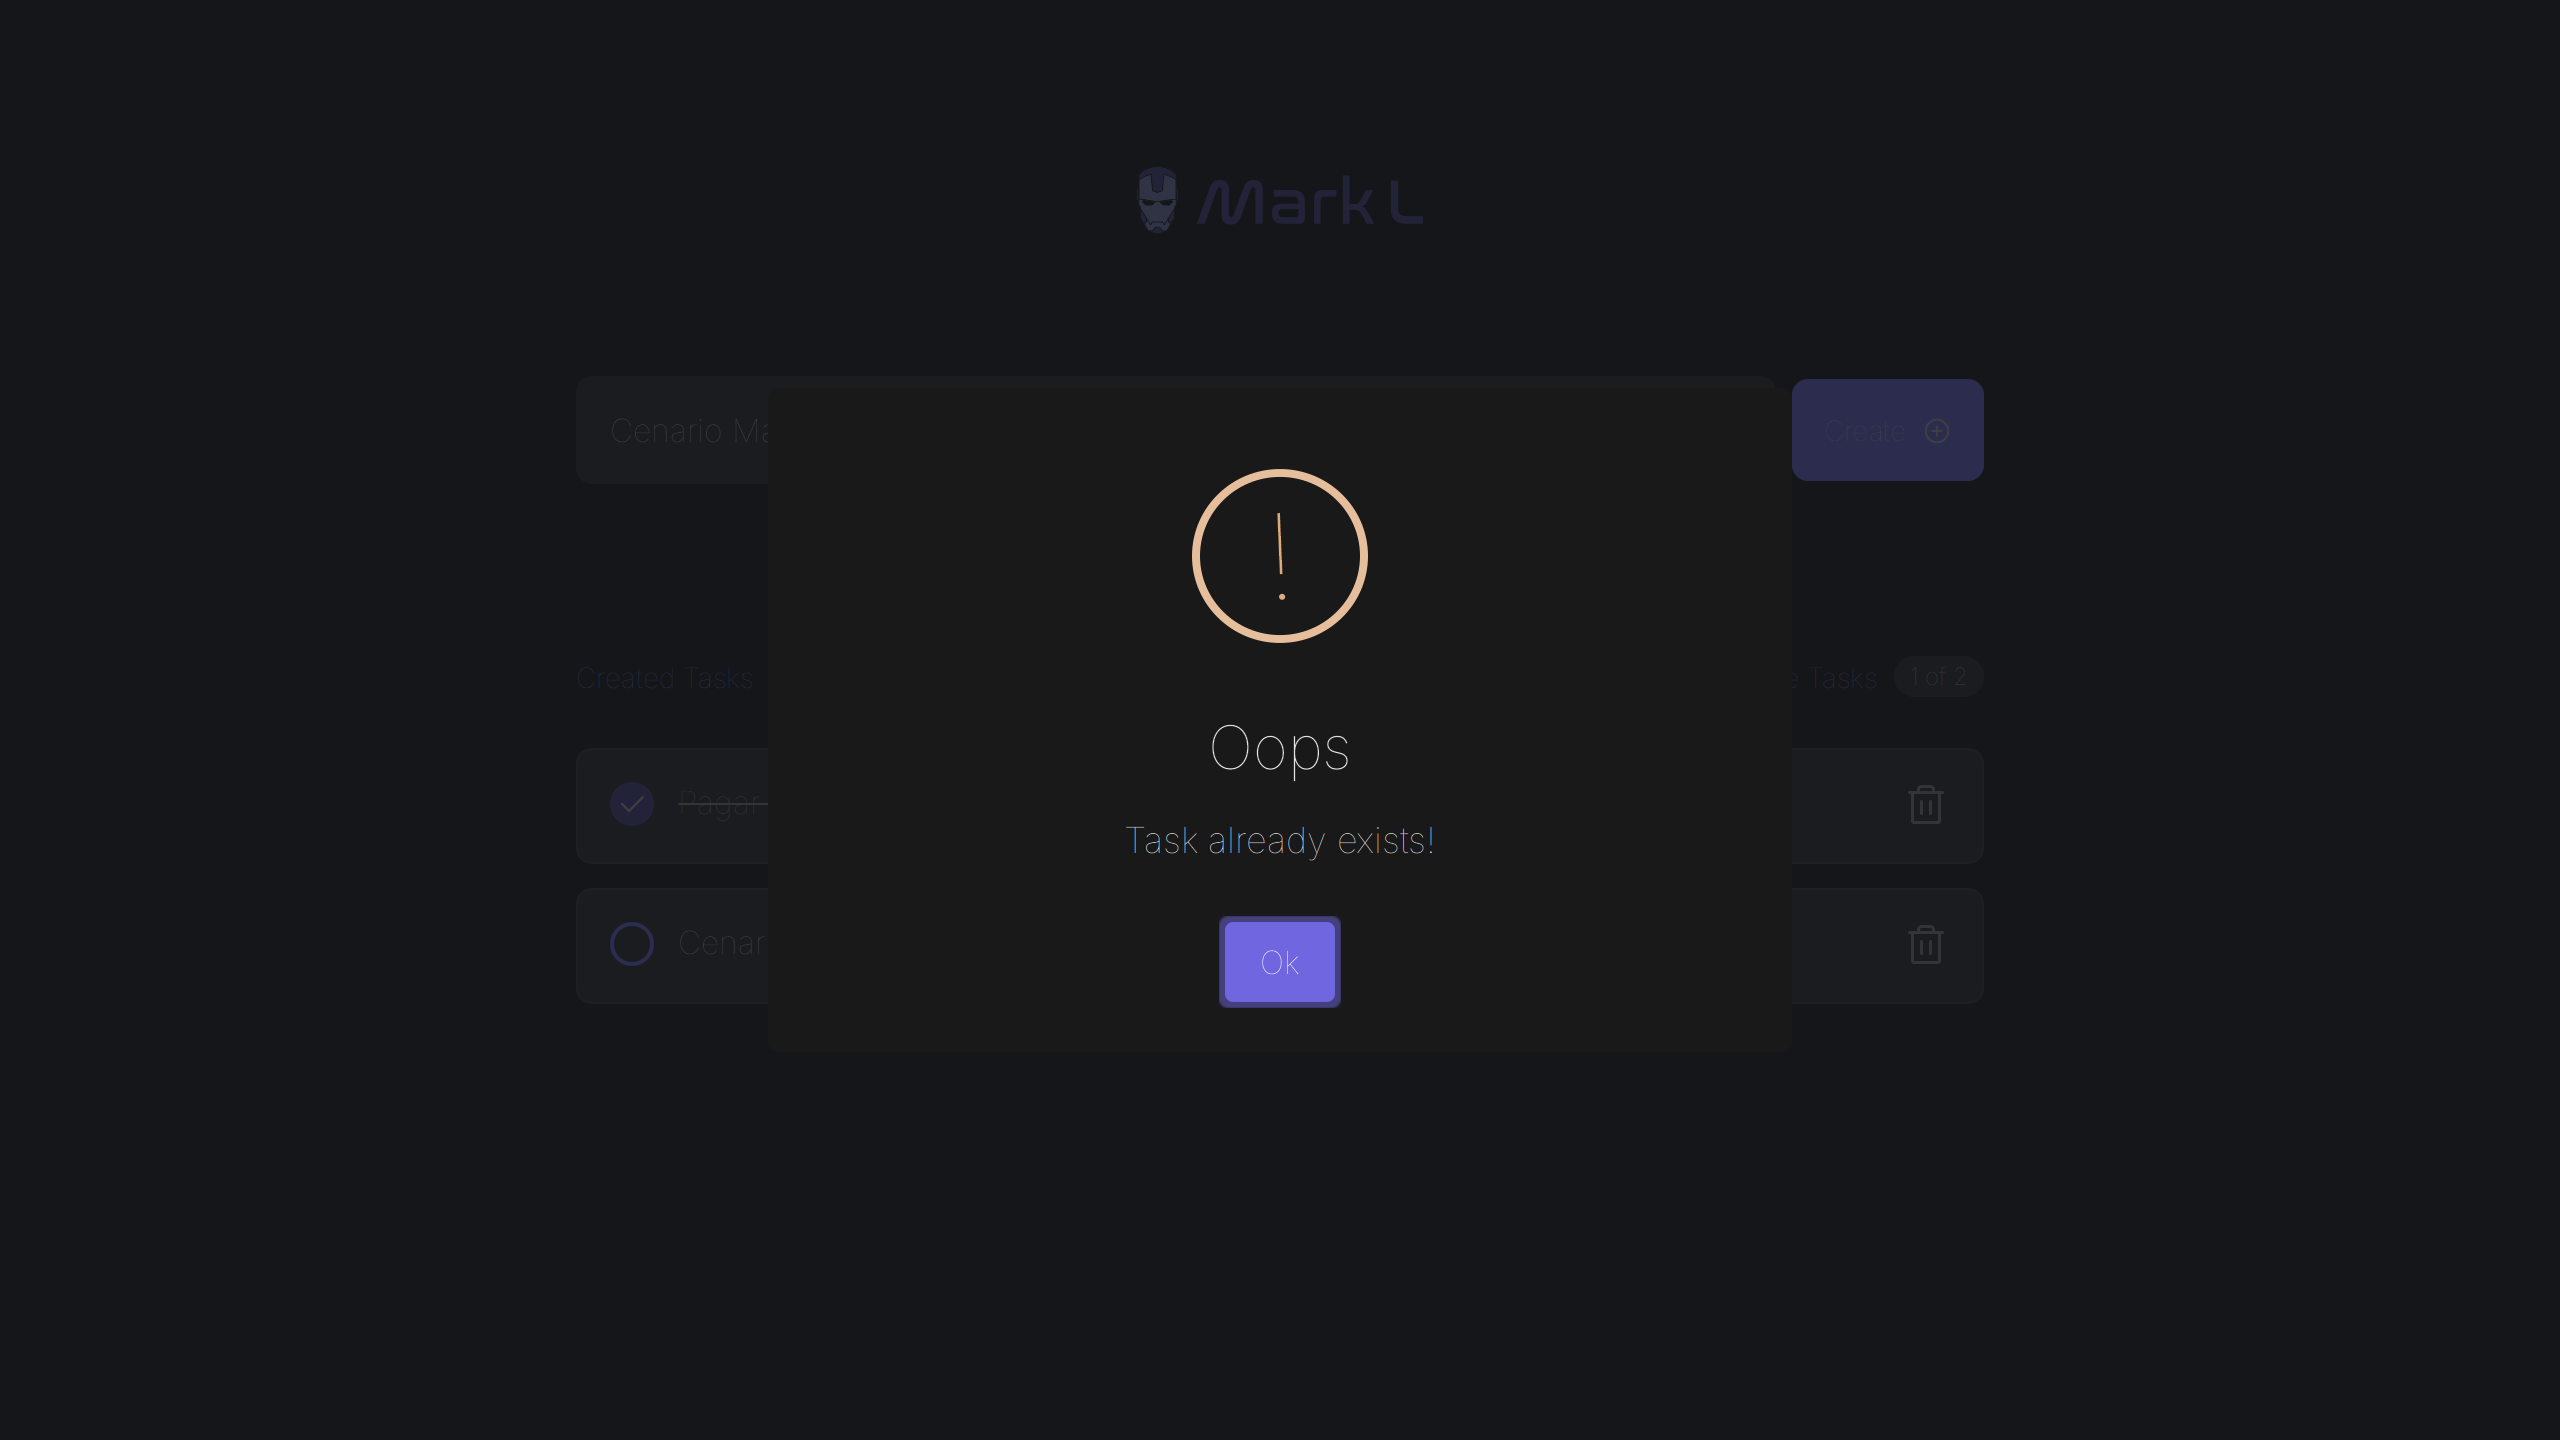 Mark L
Cenario Ma
Create
Oops
Created Tasks
Tasks 1 of 2
Pagar
Task already exists!
Cenar
Ok